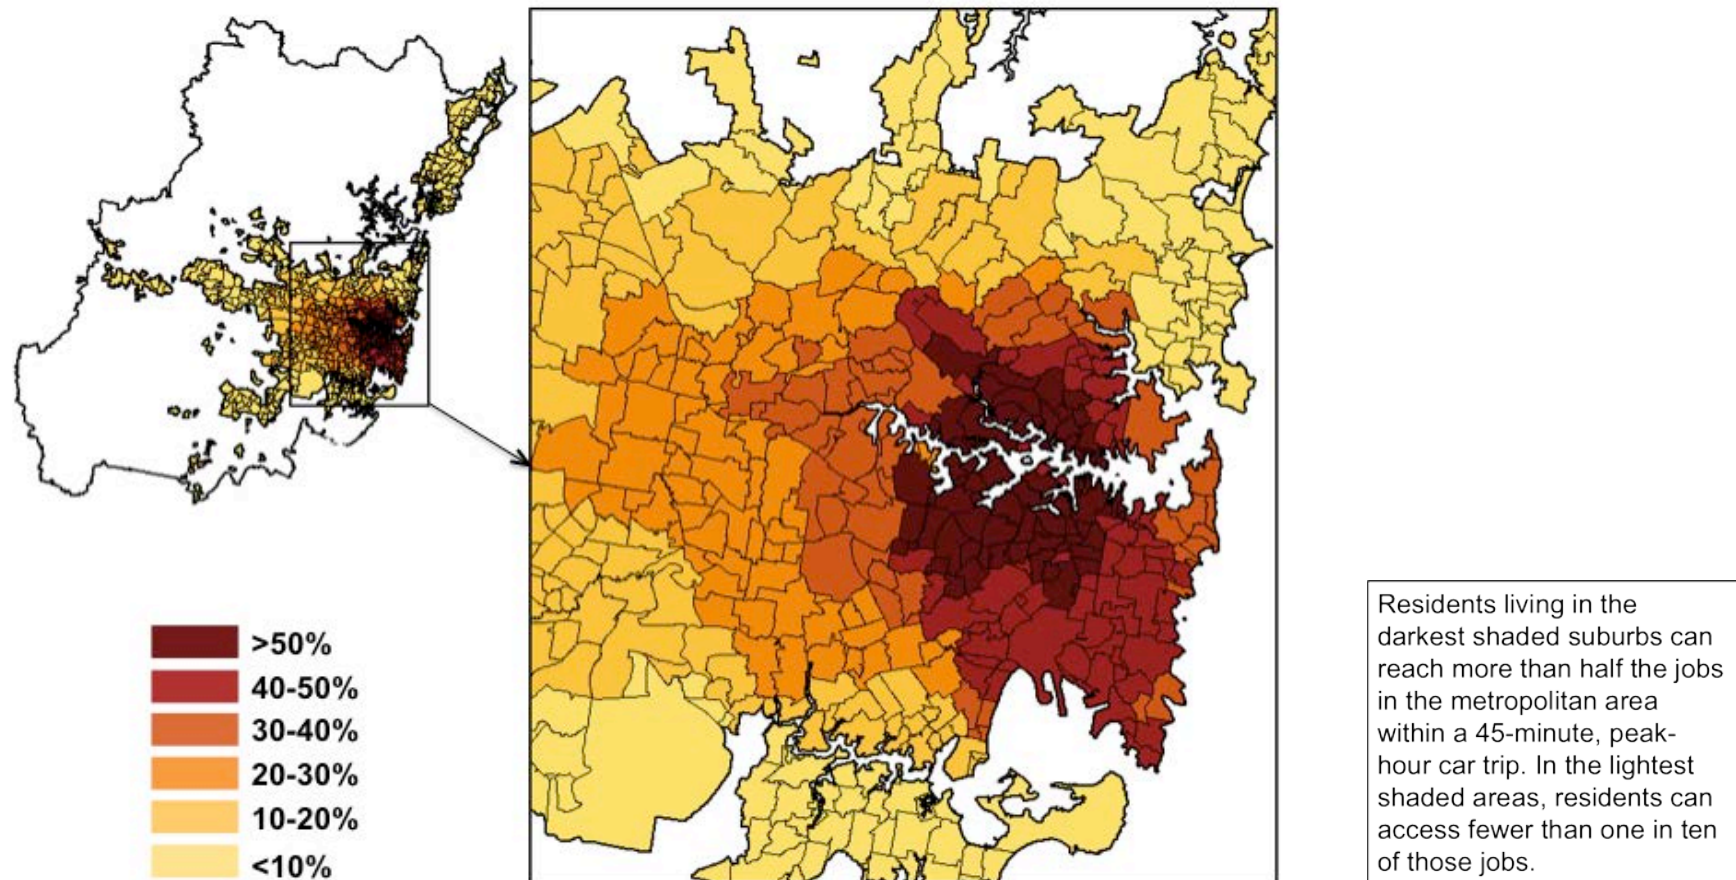 >50%
40-50%
30-40%
20-30%
10-20%
<10%
Residents living in the
darkest shaded suburbs can
reach more than half the jobs
in the metropolitan area
within a 45-minute, peak-
hour car trip. In the lightest
shaded areas, residents can
access fewer than one in ten
of those jobs.